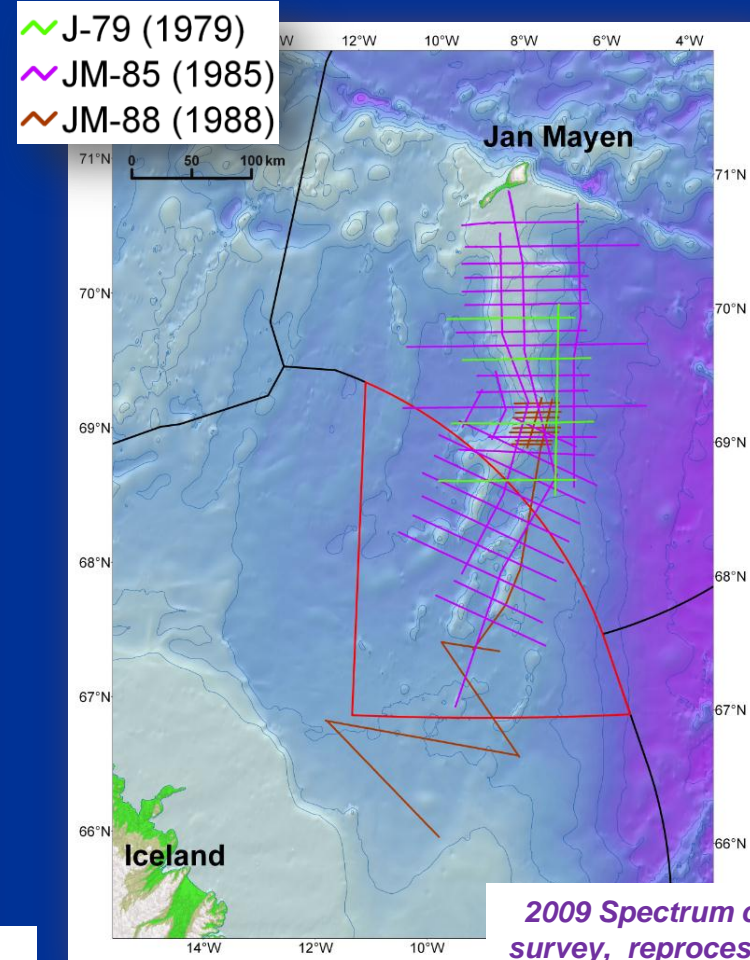 J-79 (1979)
JM-85 (1985)
JM-88 (1988)
W 12°W 10°W 8°W 6°W 4°W
Jan Mayen
0 50 100 km
71°N 71°N
70°N 70°N
69°N 69°N
68°N 68°N
67°N 67°N
66°N 66°N
Iceland
14°W 12°W 10°W
2009 Spectrum
survey, reproces